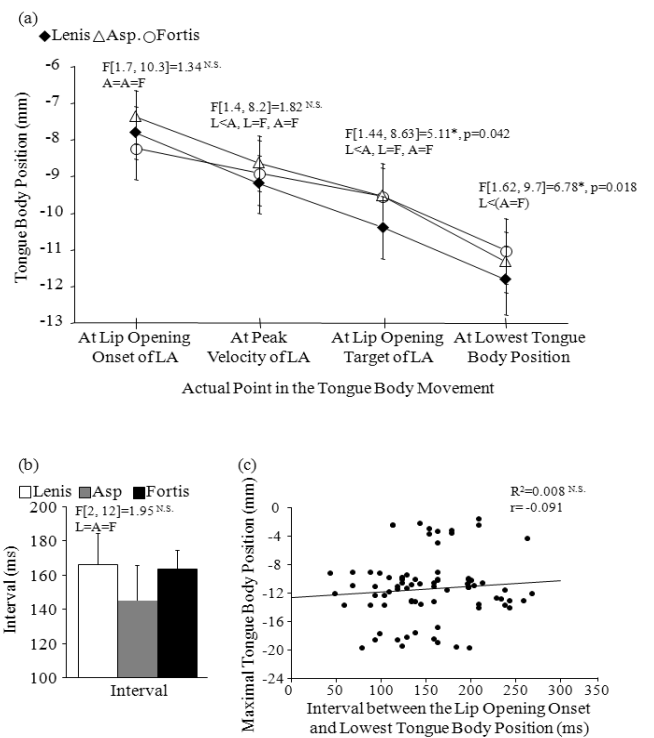 (a)
◆Lenis △Asp. ○Fortis
-6
-7
-8
-9
-10
-11
-12
-13
Tongue Body Position (mm)
F[1.7, 10.3]=1.34 N.S.
A=A=F
F[1.4, 8.2]=1.82 N.S.
L<A, L=F, A=F
F[1.44, 8.63]=5.11*, p=0.042
L<A, L=F, A=F
F[1.62, 9.7]=6.78*, p=0.018
L<(A=F)
At Lip Opening
Onset of LA
At Peak
Velocity of LA
At Lip Opening
Target of LA
At Lowest Tongue
Body Position
Actual Point in the Tongue Body Movement
(b)
Lenis Asp Fortis
F[2, 12]=1.95 N.S.
L=A=F
200
180
160
140
120
100
Interval (ms)
Interval
(c)
R²=0.008 N.S.
r= -0.091
0
-4
-8
-12
-16
-20
-24
Maximal Tongue Body Position (mm)
0 50 100 150 200 250 300 350
Interval between the Lip Opening Onset
and Lowest Tongue Body Position (ms)